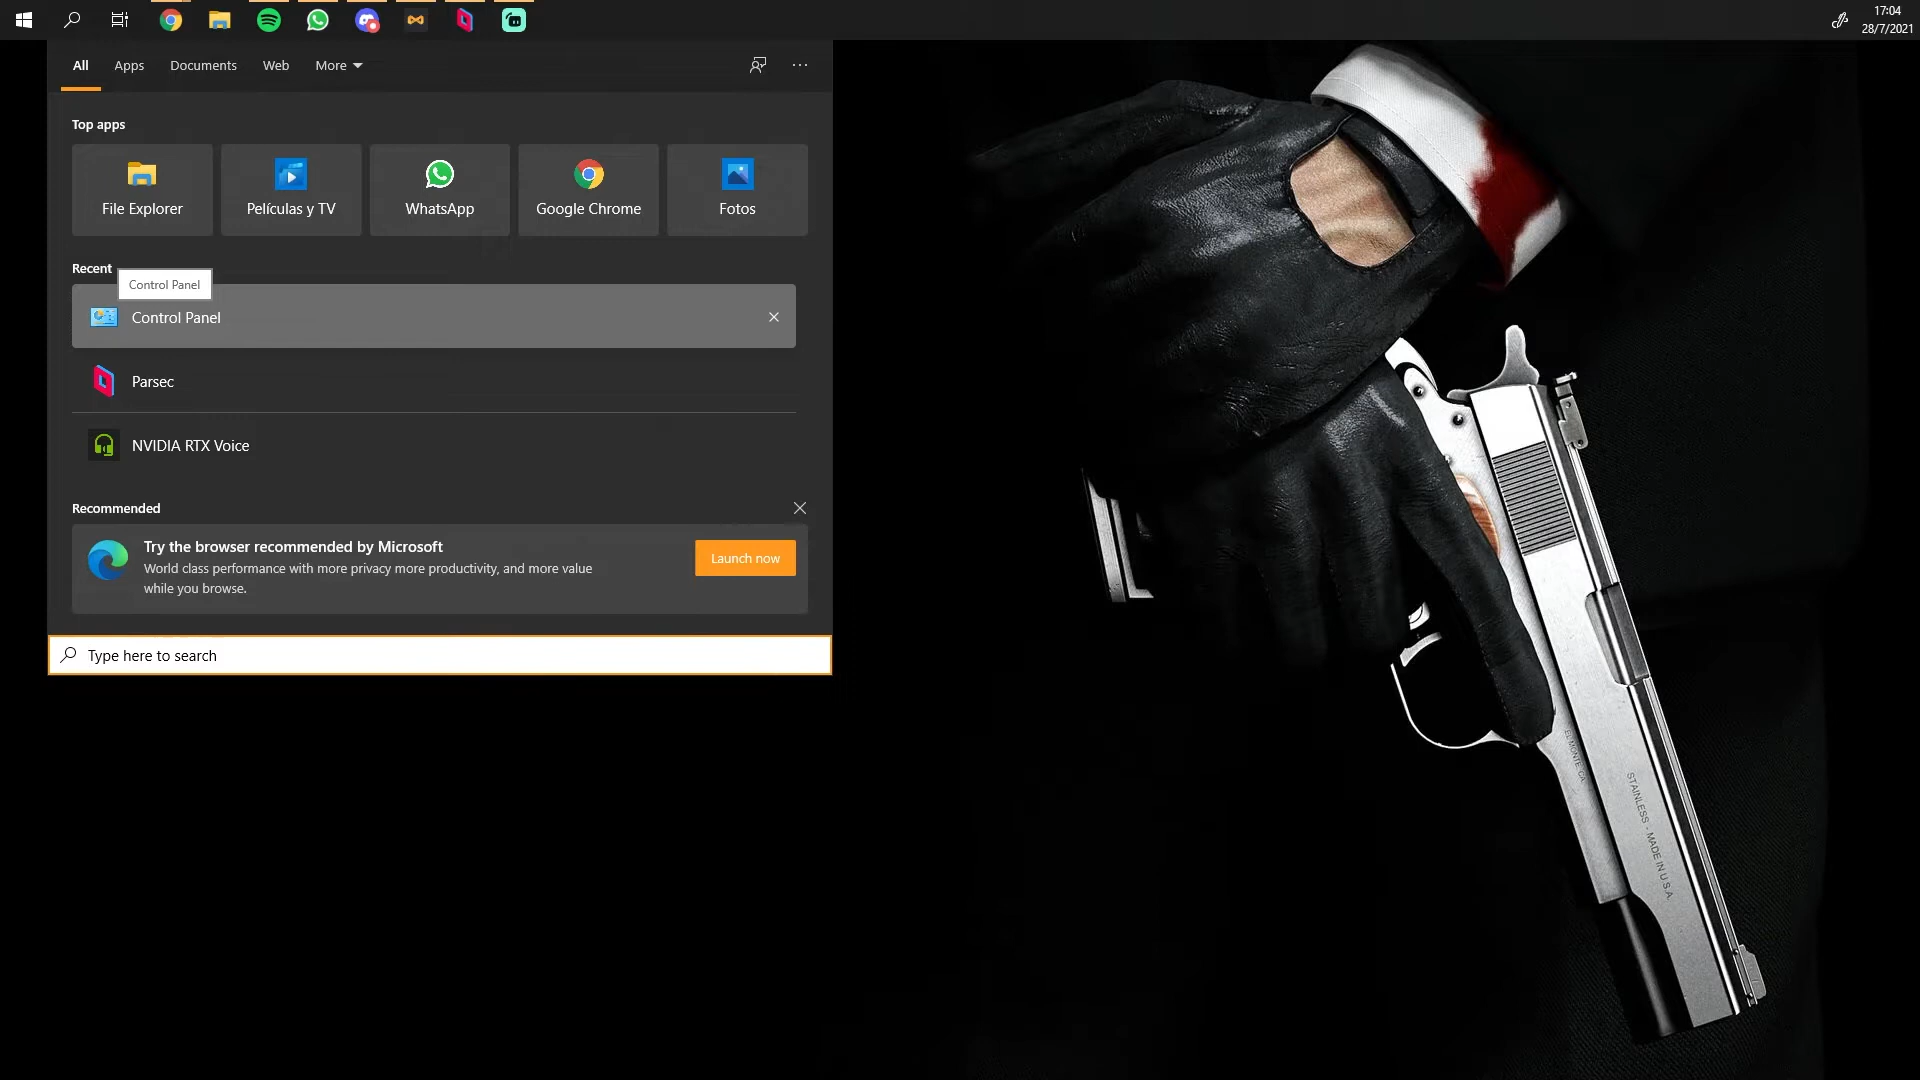 17:04
28/7/2021
All
Apps
Documents
Web
More
Top apps
File Explorer
Películas y TV
WhatsApp
Google Chrome
Fotos
Recent
Control Panel
Control Panel
Parsec
NVIDIA RTX Voice
Recommended
Try the browser recommended by Microsoft
World class performance with more privacy more productivity, and more value
while you browse.
Launch now
Type here to search
EL MONTE, CA.
STAINLESS - MADE IN U.S.A.